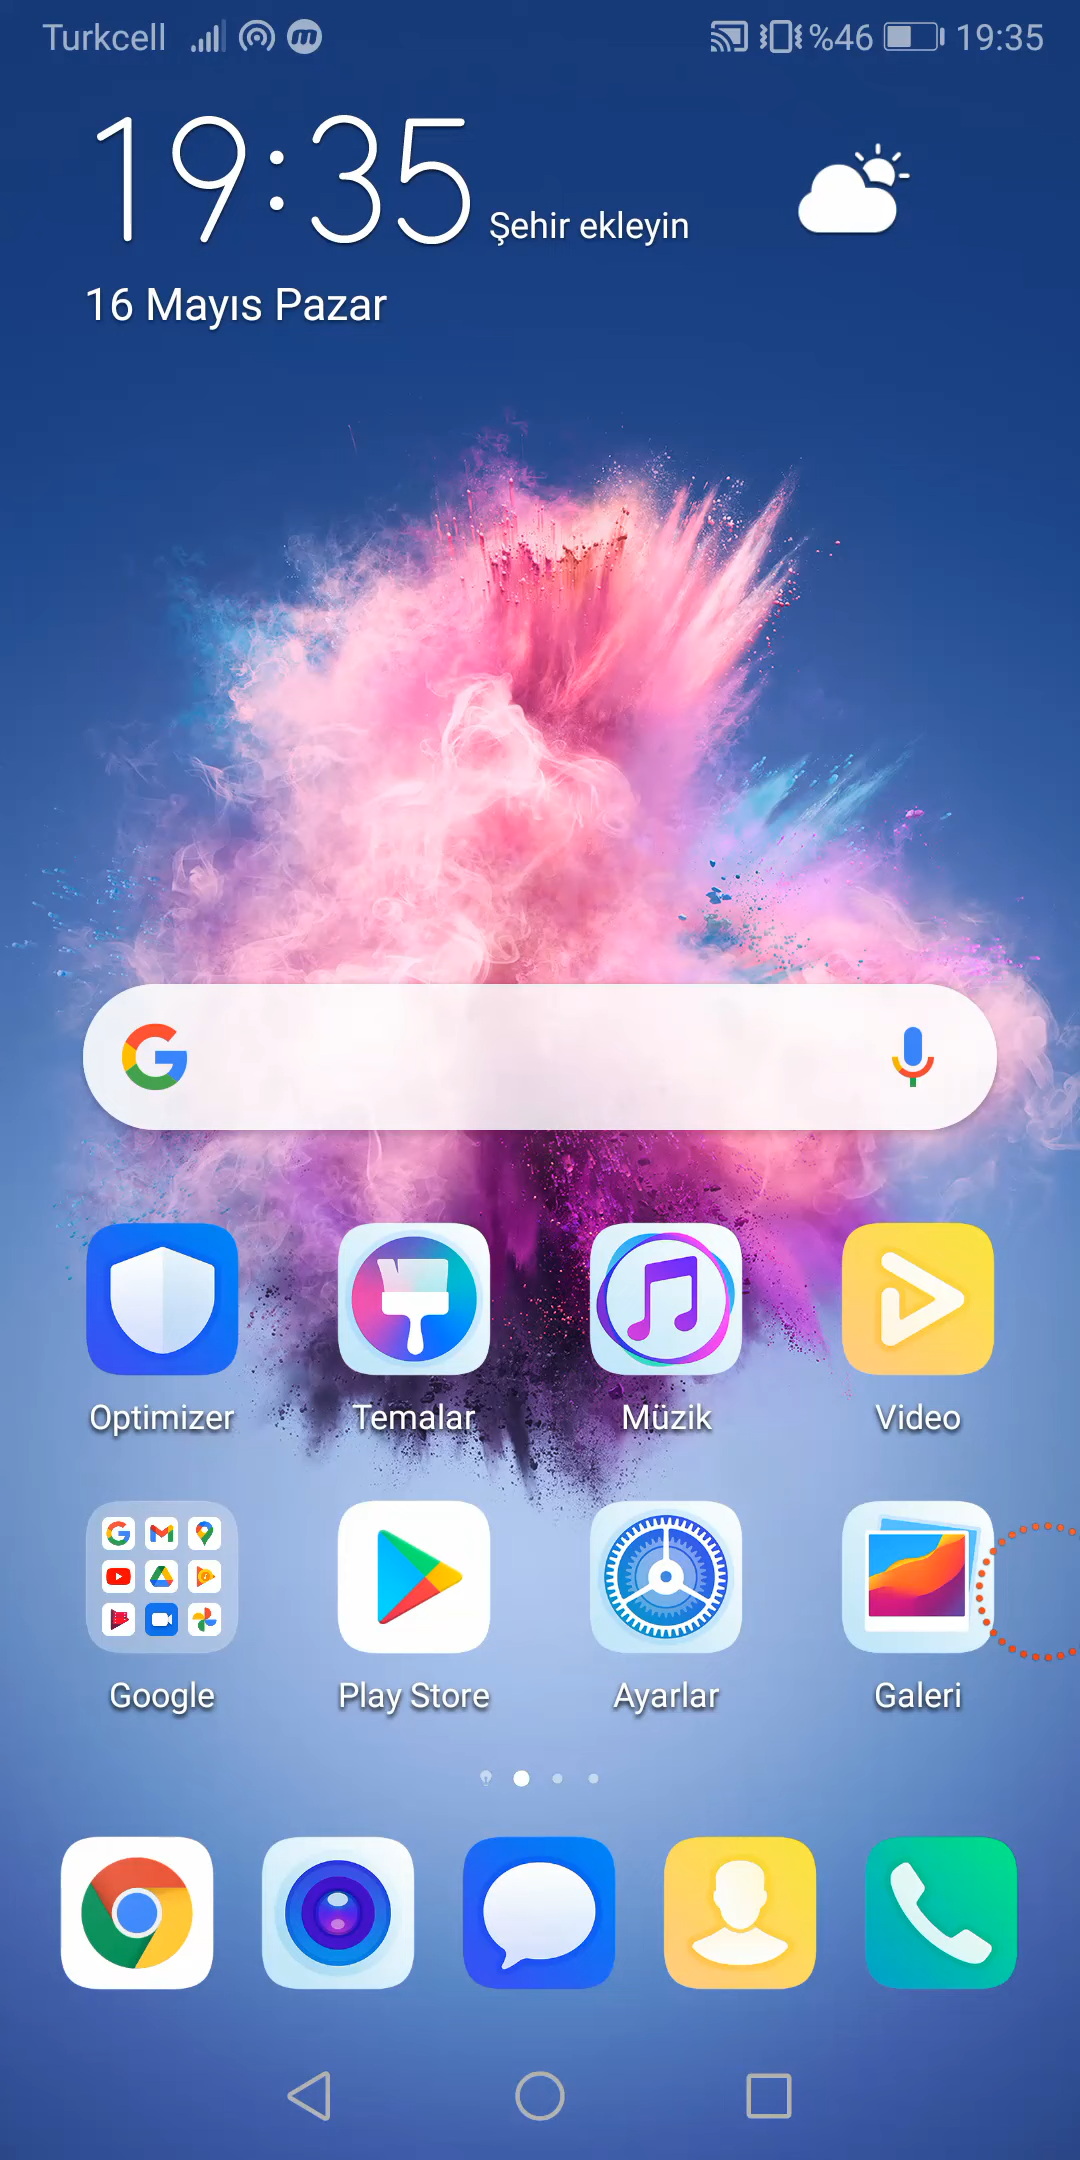 Turkcell %46 19:35
19:35 Şehir ekleyin
16 Mayıs Pazar
Optimizer Temalar Müzik Video
Google Play Store Ayarlar Galeri